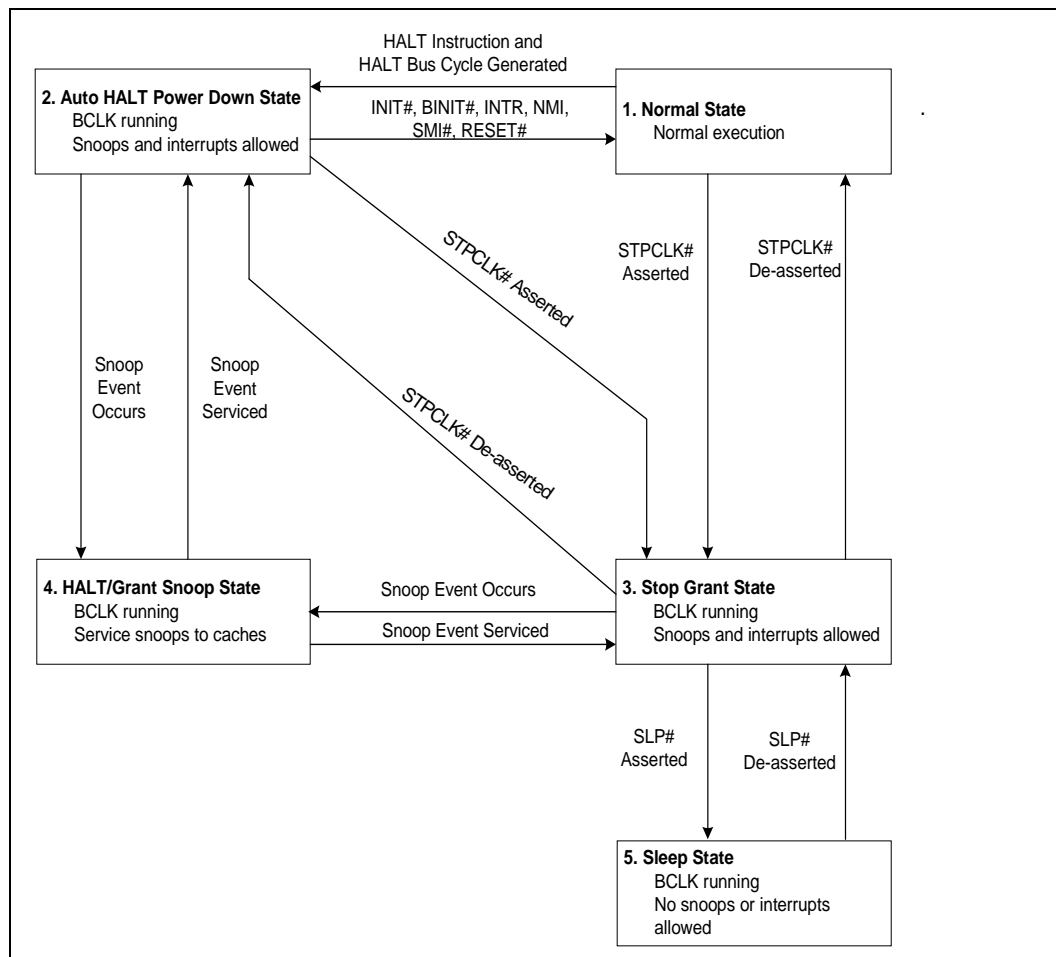 HALT Instruction and
HALT Bus Cycle Generated
2. Auto HALT Power Down State
BCLK running
Snoops and interrupts allowed
INIT#, BINIT#, INTR, NMI,
SMI#, RESET#
1. Normal State
Normal execution
.
STPCLK# Asserted
STPCLK# De-asserted
STPCLK#
Asserted
STPCLK#
De-asserted
Snoop
Event
Occurs
Snoop
Event
Serviced
4. HALT/Grant Snoop State
BCLK running
Service snoops to caches
Snoop Event Occurs
Snoop Event Serviced
3. Stop Grant State
BCLK running
Snoops and interrupts allowed
SLP#
Asserted
SLP#
De-asserted
5. Sleep State
BCLK running
No snoops or interrupts
allowed